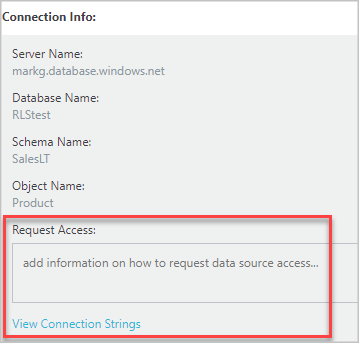 Connection Info:
Server Name:
markg.database.windows.net
Database Name:
RLStest
Schema Name:
SalesLT
Object Name:
Product
Request Access:
add information on how to request data source access...
View Connection Strings